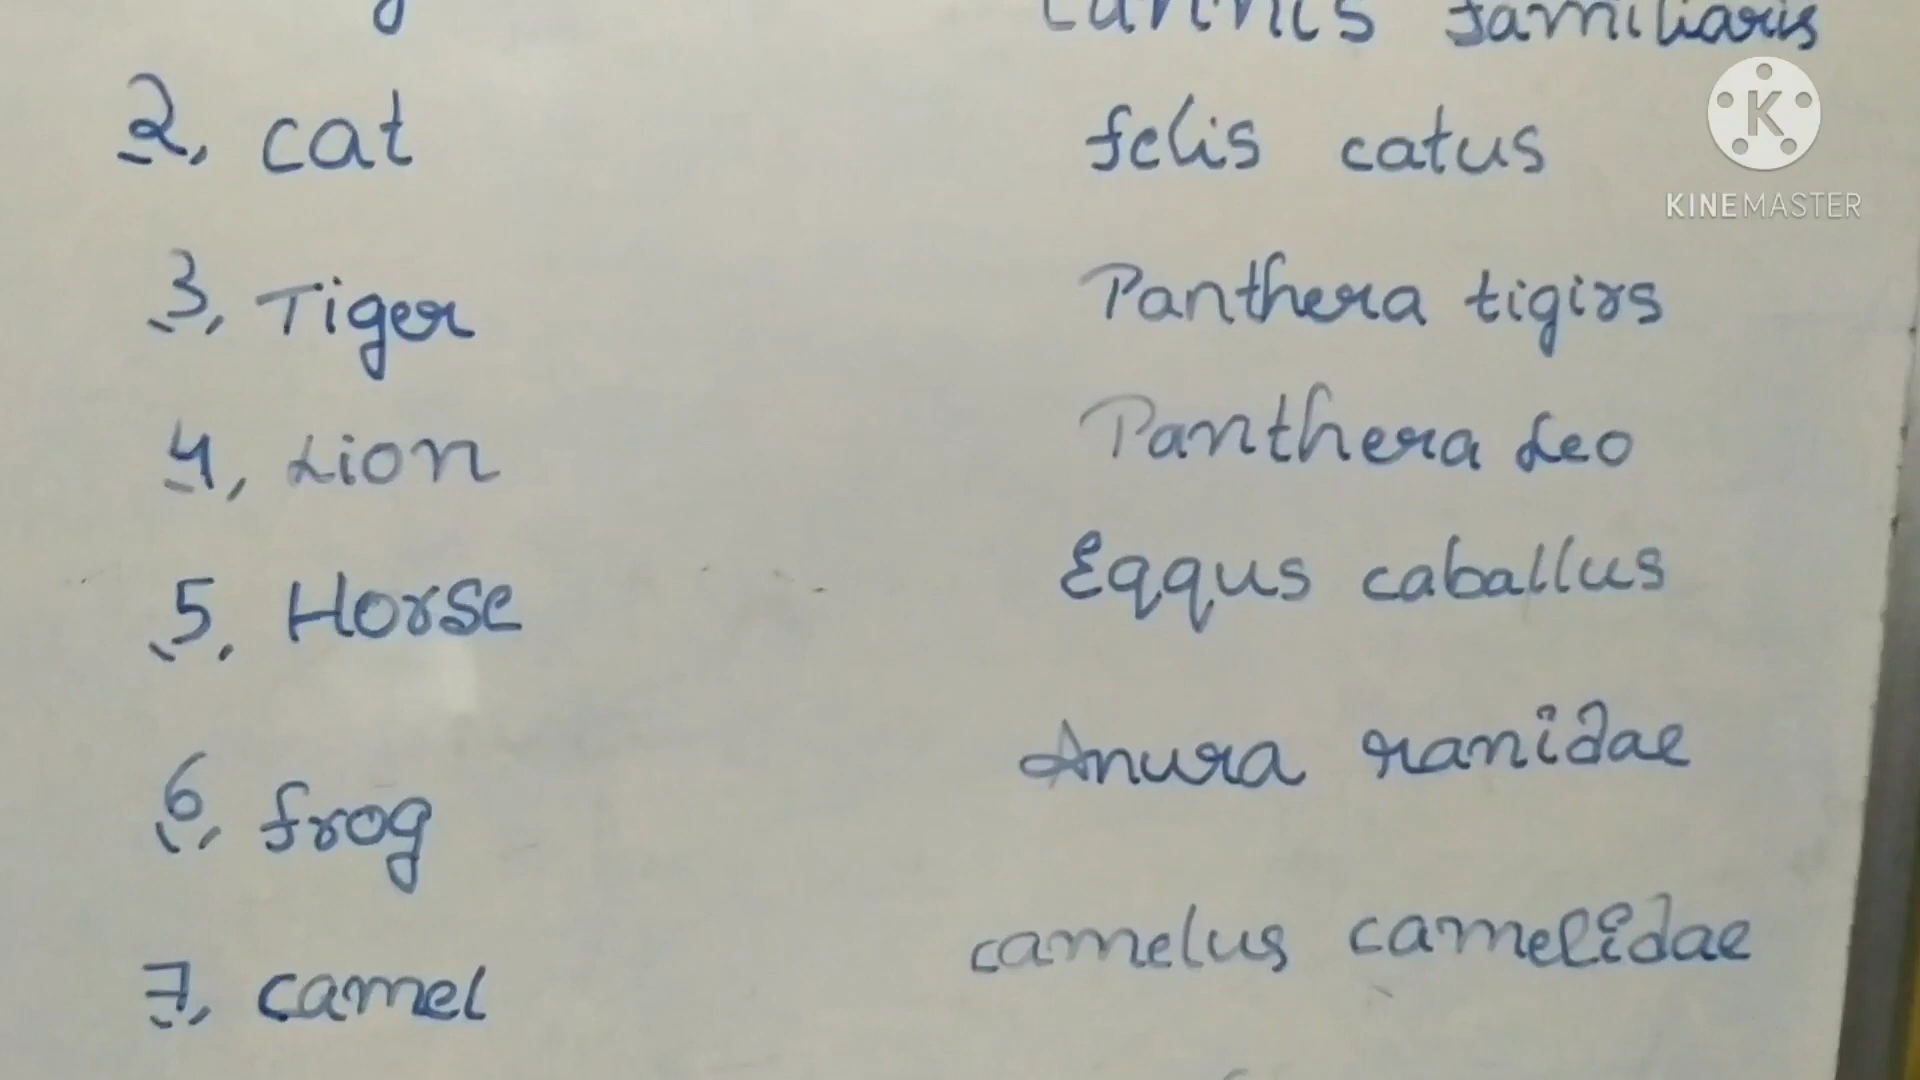 familiaris
2, cat felis catus
KINEMASTER
3, Tiger Panthera tigirs
4, Lion Panthera Leo
5. Horse Eqqus caballus
6, frog Anura ranidae
7, camel camelus camelidae